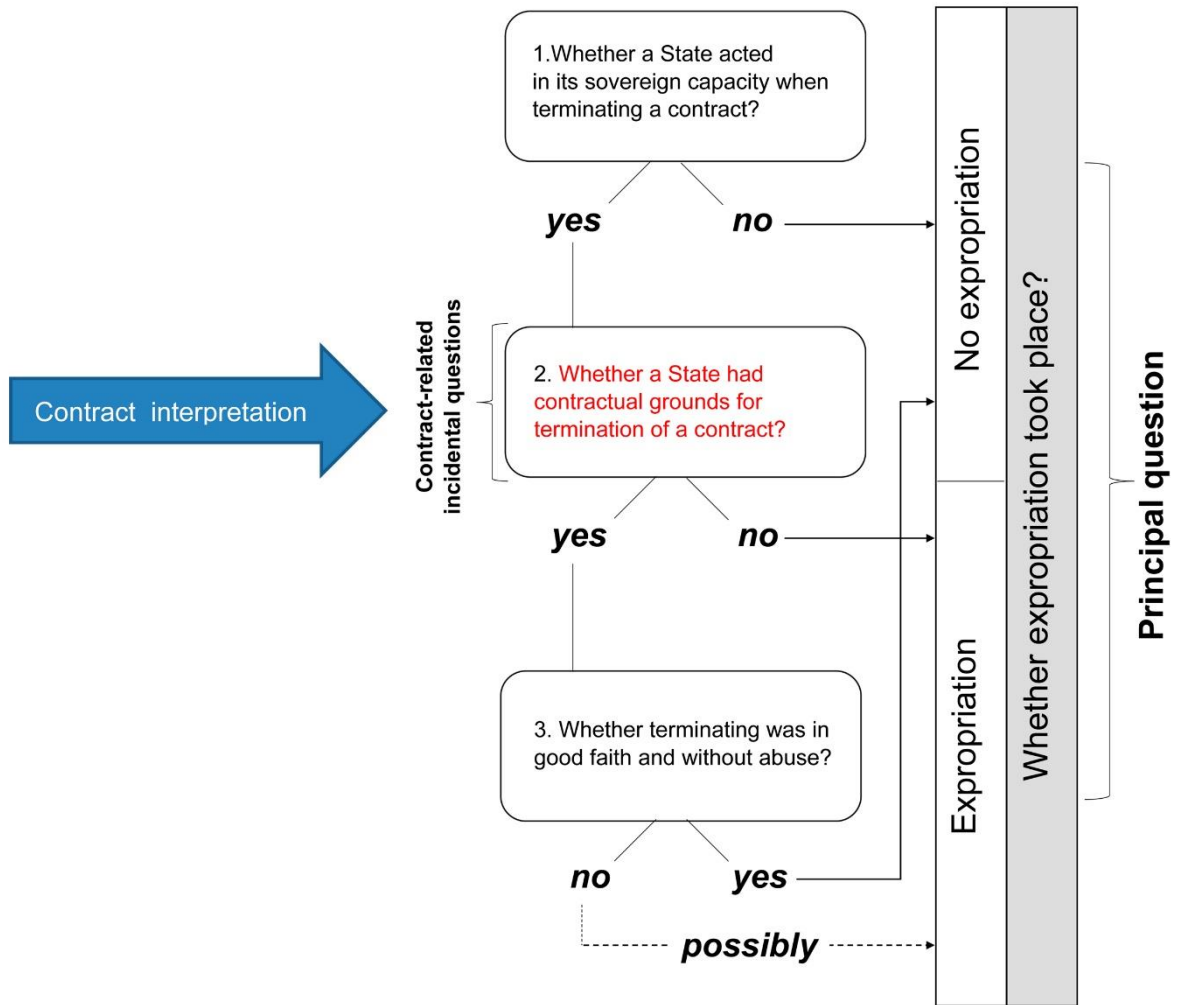 1.Whether a State acted
in its sovereign capacity when
terminating a contract?
yes
no
Contract interpretation
Contract-related
incidental questions
2. Whether a State had
contractual grounds for
termination of a contract?
yes
no
3. Whether terminating was in
good faith and without abuse?
no
yes
possibly
No expropriation
Expropriation
Whether expropriation took place?
Principal question